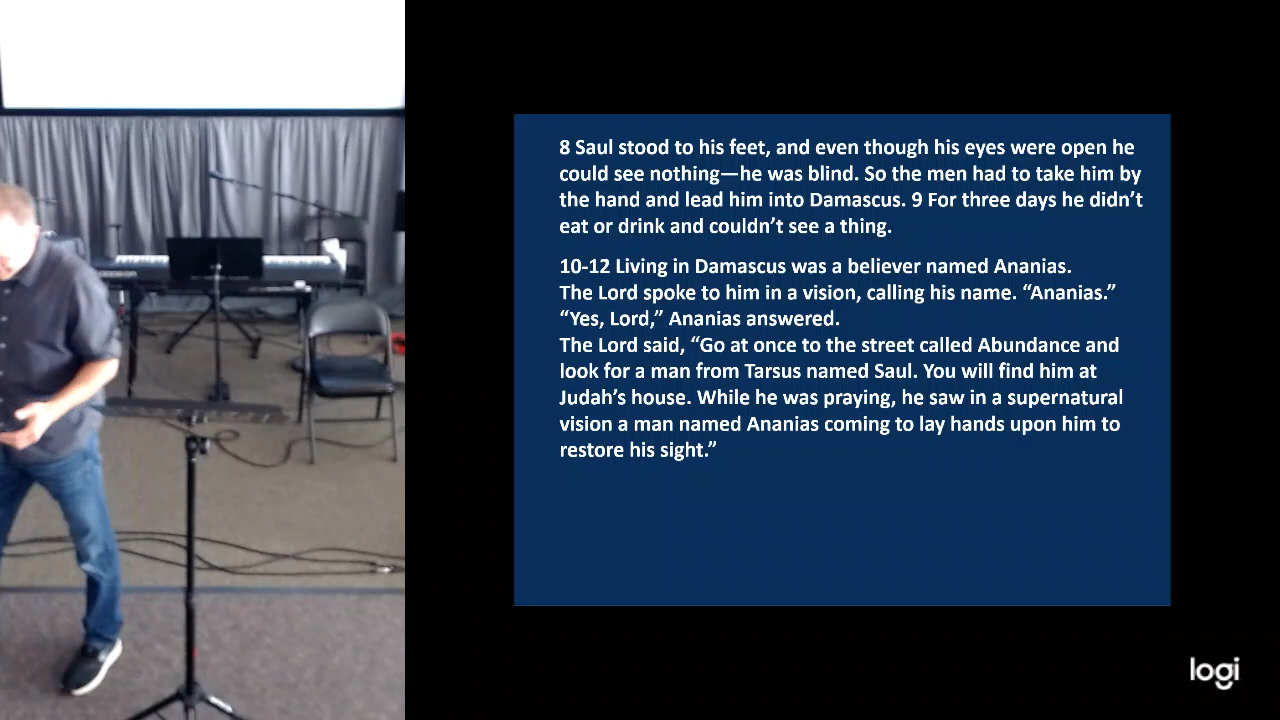 8 Saul stood to his feet, and even though his eyes were open he
could see nothing—he was blind. So the men had to take him by
the hand and lead him into Damascus. 9 For three days he didn’t
eat or drink and couldn’t see a thing.
10-12 Living in Damascus was a believer named Ananias.
The Lord spoke to him in a vision, calling his name. “Ananias.”
“Yes, Lord,” Ananias answered.
The Lord said, “Go at once to the street called Abundance and
look for a man from Tarsus named Saul. You will find him at
Judah’s house. While he was praying, he saw in a supernatural
vision a man named Ananias coming to lay hands upon him to
restore his sight.”
logi